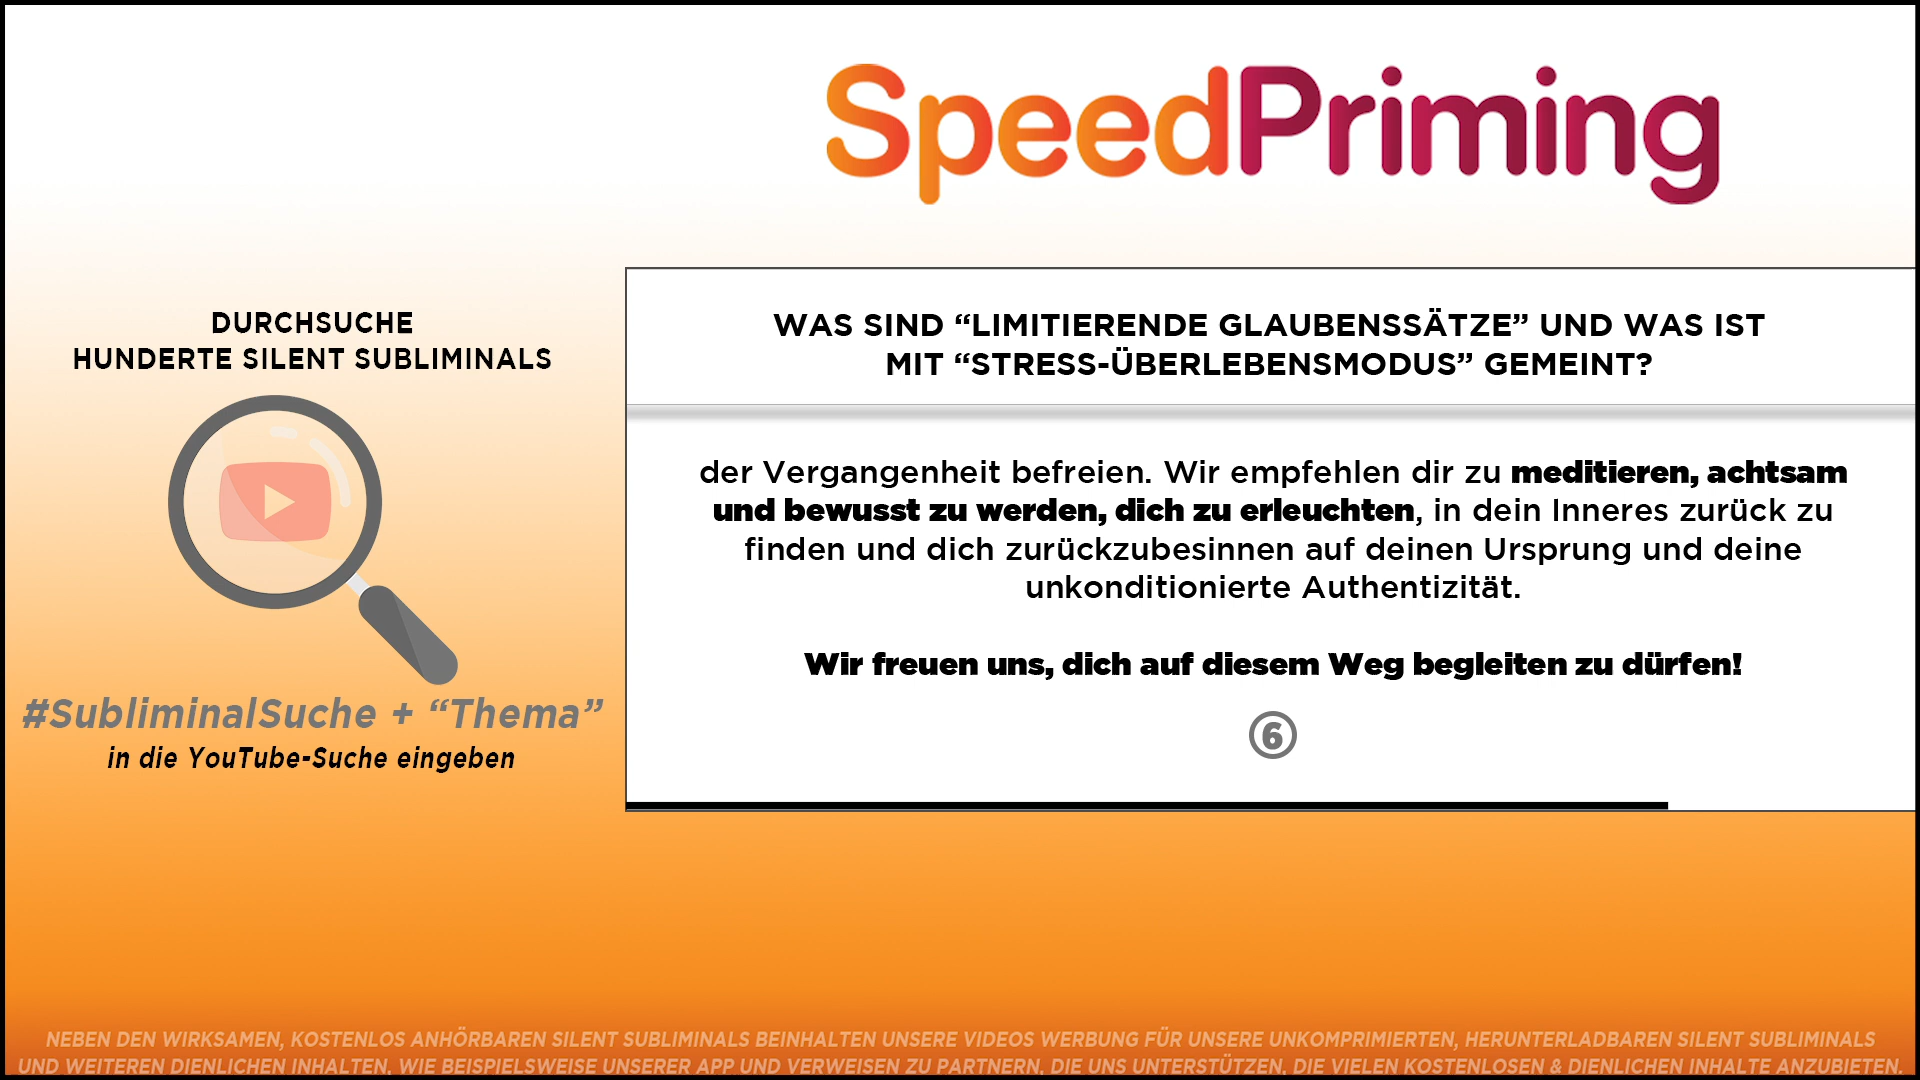 SpeedPriming
DURCHSUCHE
HUNDERTE SILENT SUBLIMINALS
#SubliminalSuche + “Thema”
in die YouTube-Suche eingeben
WAS SIND “LIMITIERENDE GLAUBENSSÄTZE” UND WAS IST
MIT “STRESS-ÜBERLEBENSMODUS” GEMEINT?
der Vergangenheit befreien. Wir empfehlen dir zu meditieren, achtsam
und bewusst zu werden, dich zu erleuchten, in dein Inneres zurück zu
finden und dich zurückzubesinnen auf deinen Ursprung und deine
unkonditionierte Authentizität.
Wir freuen uns, dich auf diesem Weg begleiten zu dürfen!
6
NEBEN DEN WIRKSAMEN, KOSTENLOS ANHÖRBAREN SILENT SUBLIMINALS BEINHALTEN UNSERE VIDEOS WERBUNG FÜR UNSERE UNKOMPRIMIERTEN, HERUNTERLADBAREN SILENT SUBLIMINALS
UND WEITEREN DIENLICHEN INHALTEN, WIE BEISPIELSWEISE UNSERER APP UND VERWEISEN ZU PARTNERN, DIE UNS UNTERSTÜTZEN, DIE VIELEN KOSTENLOSEN & DIENLICHEN INHALTE ANZUBIETEN.